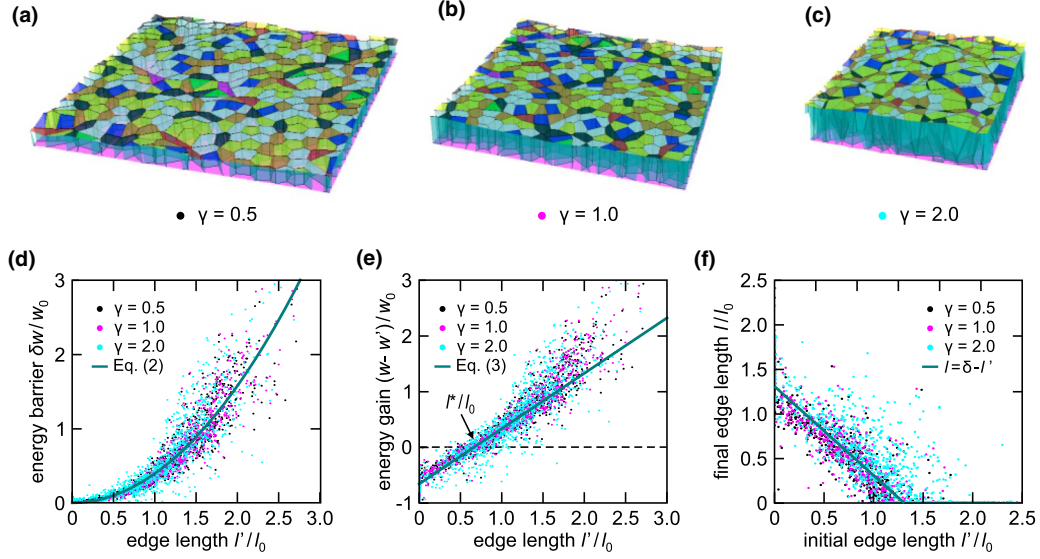 (a)
(b)
(c)
γ = 0.5
γ = 1.0
γ = 2.0
(d)
energy barrier δw/w₀
3
2
1
0
0 0.5 1.0 1.5 2.0 2.5 3.0
edge length l'/l₀
γ = 0.5
γ = 1.0
γ = 2.0
Eq. (2)
(e)
energy gain (w- w')/w₀
3
2
1
0
-1
0 0.5 1.0 1.5 2.0 2.5 3.0
edge length l'/l₀
γ = 0.5
γ = 1.0
γ = 2.0
Eq. (3)
l*/l₀
(f)
final edge length l/l₀
2.5
2.0
1.5
1.0
0.5
0
0 0.5 1.0 1.5 2.0 2.5
initial edge length l'/l₀
γ = 0.5
γ = 1.0
γ = 2.0
l=δ-l'